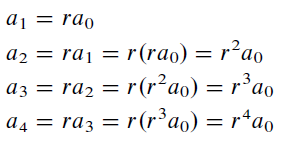 a₁ = ra₀
a₂ = ra₁ = r(ra₀) = r²a₀
a₃ = ra₂ = r(r²a₀) = r³a₀
a₄ = ra₃ = r(r³a₀) = r⁴a₀